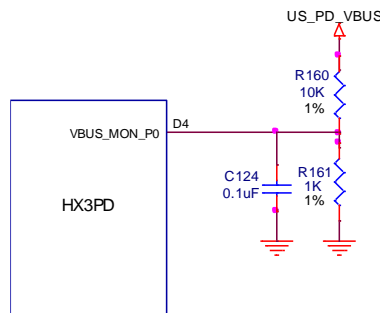 US_PD_VBUS
R160
10K
1%
VBUS_MON_P0 D4
C124
0.1uF
R161
1K
1%
HX3PD